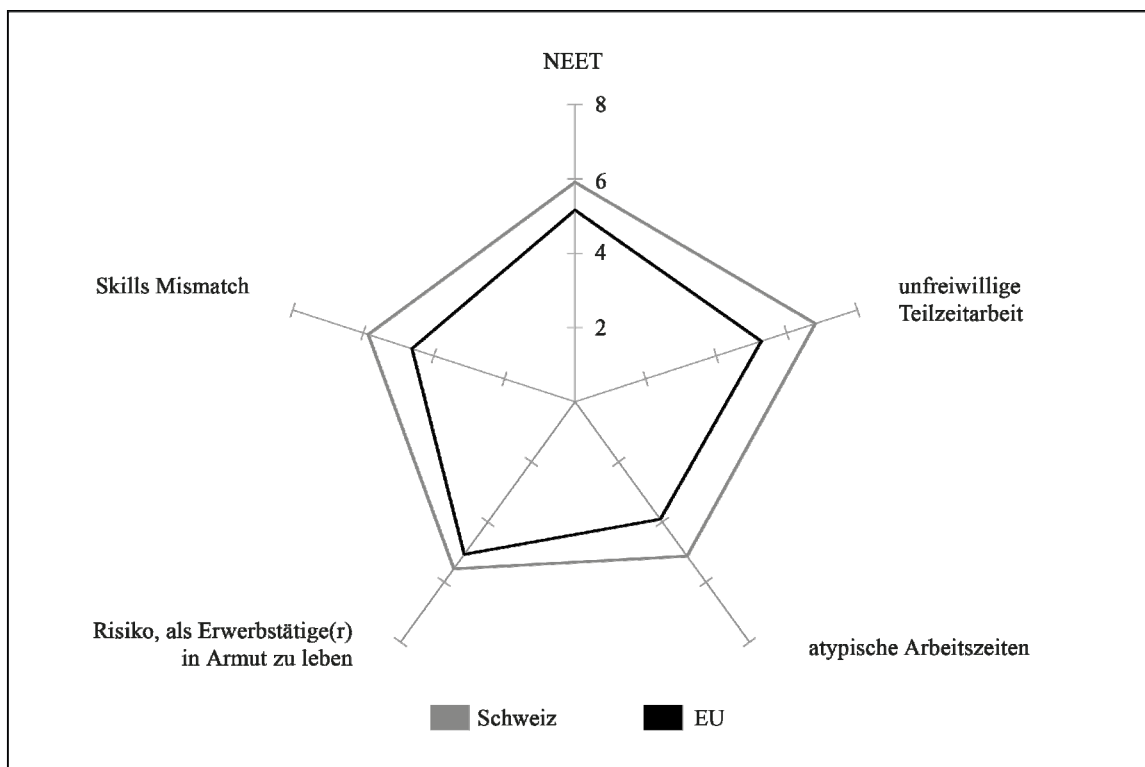 NEET
8
6
4
2
Skills Mismatch
unfreiwillige
Teilzeitarbeit
Risiko, als Erwerbstätige(r)
in Armut zu leben
atypische Arbeitszeiten
Schweiz
EU